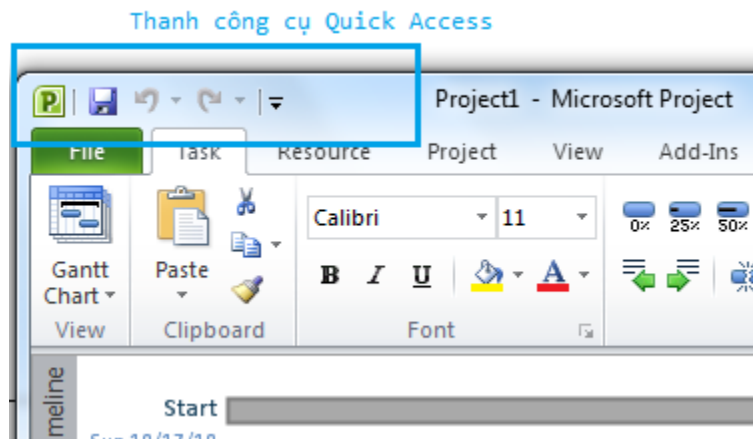 Thanh công cụ Quick Access
Project1 - Microsoft Project
File Task Resource Project View Add-Ins
Calibri 11
0% 25% 50%
Gantt Chart
Paste
B I U A
View Clipboard Font
Start